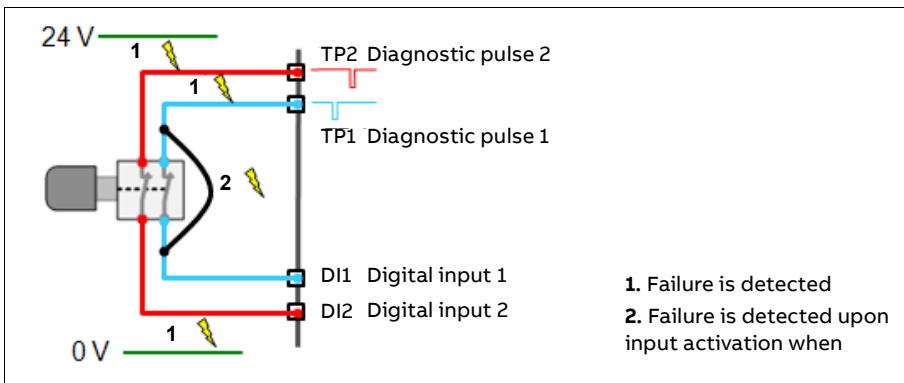 24 V
1
TP2 Diagnostic pulse 2
1
TP1 Diagnostic pulse 1
2
DI1 Digital input 1
DI2 Digital input 2
1
0 V
1. Failure is detected
2. Failure is detected upon
input activation when